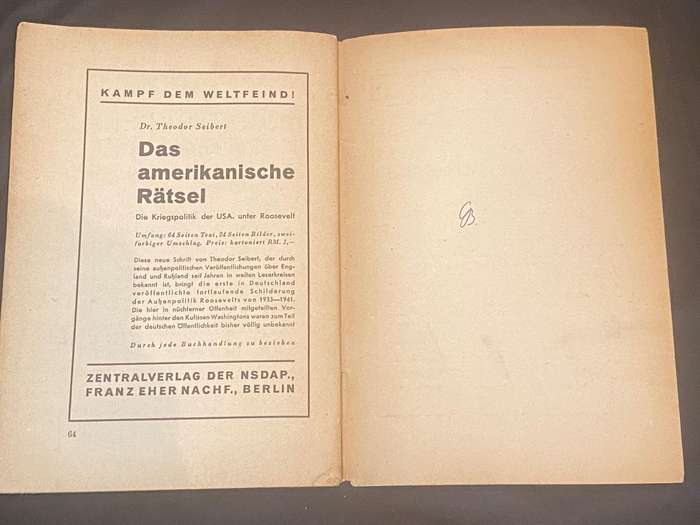 KAMPF DEM WELTFEIND!
Dr. Theodor Seibert
Das
amerikanische
Rätsel
Die Kriegspolitik der USA. unter Roosevelt
Umfang: 64 Seiten Text, 24 Seiten Bilder, zwei-
farbiger Umschlag. Preis: kartoniert RM. 1,—
Diese neue Schrift von Theodor Seibert, der durch
seine außenpolitischen Veröffentlichungen über Eng-
land und Rußland seit Jahren in weiten Leserkreisen
bekannt ist, bringt die erste in Deutschland
veröffentlichte fortlaufende Schilderung
der Außenpolitik Roosevelts von 1933—1941.
Die hier in nüchterner Offenheit mitgeteilten Vor-
gänge hinter den Kulissen Washingtons waren zum Teil
der deutschen Öffentlichkeit bisher völlig unbekannt
Durch jede Buchhandlung zu beziehen
ZENTRALVERLAG DER NSDAP.,
FRANZ EHER NACHF., BERLIN
64